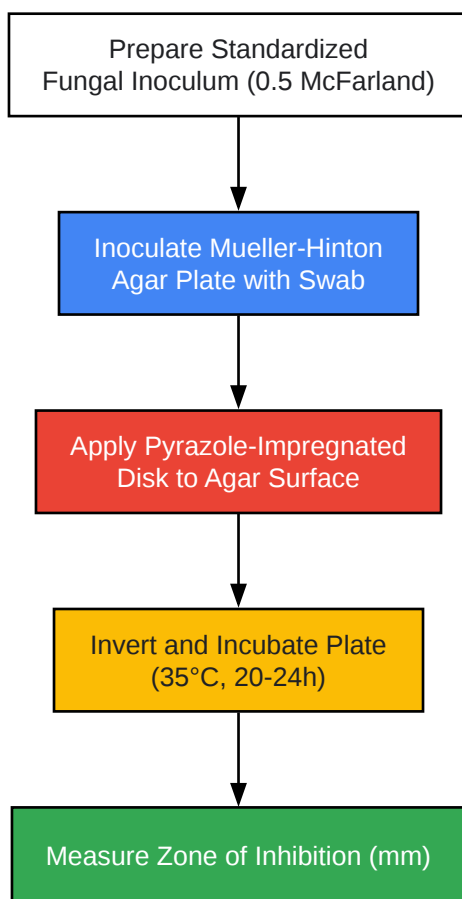 Prepare Standardized
Fungal Inoculum (0.5 McFarland)
Inoculate Mueller-Hinton
Agar Plate with Swab
Apply Pyrazole-Impregnated
Disk to Agar Surface
Invert and Incubate Plate
(35°C, 20-24h)
Measure Zone of Inhibition (mm)